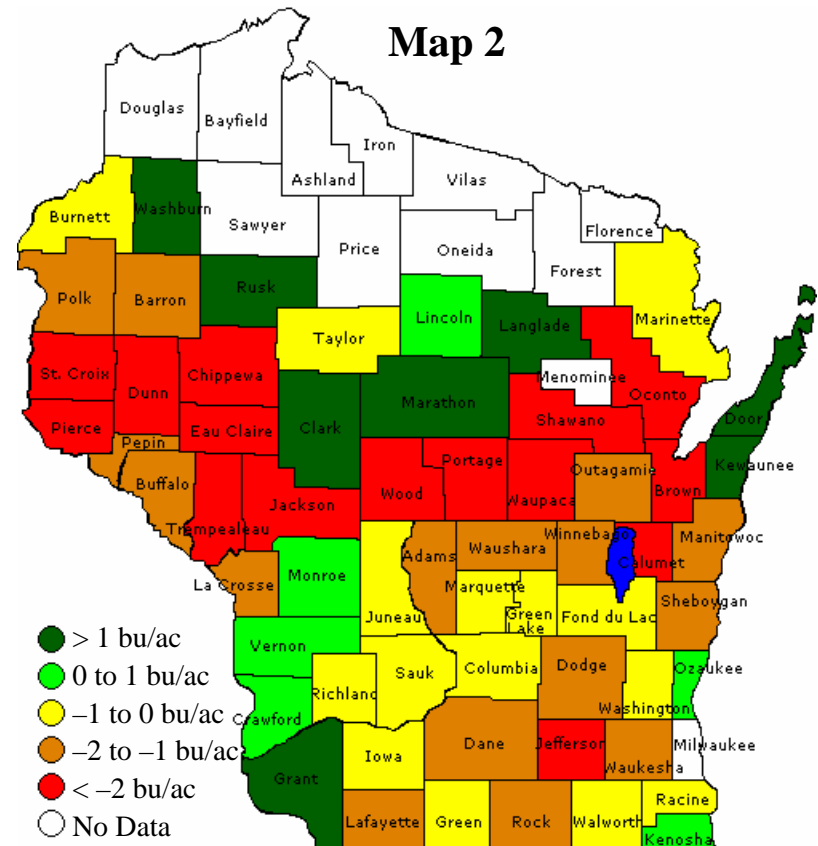 Map 2
Douglas
Bayfield
Iron
Ashland
Vilas
Washburn
Burnett
Sawyer
Florence
Price
Oneida
Forest
Rusk
Polk
Barron
Lincoln
Marinette
Langlade
Taylor
Chippewa
St. Croix
Menominee
Dunn
Oconto
Marathon
Door
Shawano
Pierce
Clark
Eau Claire
Pepin
Portage
Kewaunee
Outagamie
Buffalo
Wood
Brown
Waupaca
Jackson
Trempealeau
Winnebago
Manitowoc
Adams
Waushara
Calumet
Monroe
La Crosse
Marquette
Sheboygan
Juneau
Green
Lake
Fond du Lac
Vernon
Dodge
Ozaukee
Sauk
Columbia
Richland
Washington
Crawford
Dane
Jefferson
Milwaukee
Iowa
Waukesha
Grant
Racine
Lafayette
Green
Rock
Walworth
Kenosha
> 1 bu/ac
0 to 1 bu/ac
–1 to 0 bu/ac
–2 to –1 bu/ac
< –2 bu/ac
No Data